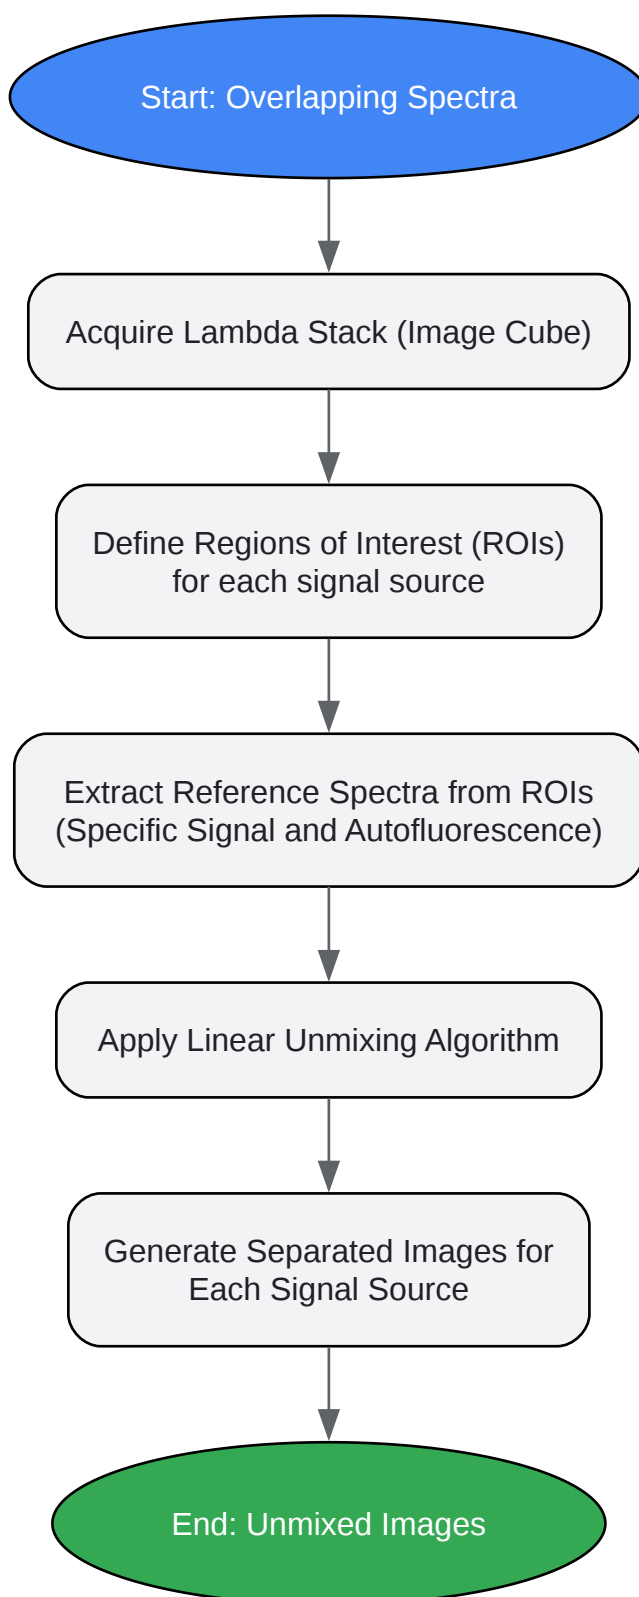 Start: Overlapping Spectra
Acquire Lambda Stack (Image Cube)
Define Regions of Interest (ROIs)
for each signal source
Extract Reference Spectra from ROIs
(Specific Signal and Autofluorescence)
Apply Linear Unmixing Algorithm
Generate Separated Images for
Each Signal Source
End: Unmixed Images